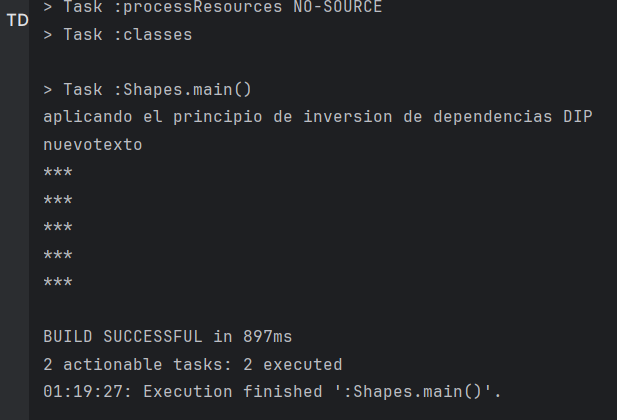 TD
> Task :processResources NO-SOURCE
> Task :classes
> Task :Shapes.main()
aplicando el principio de inversion de dependencias DIP
nuevotexto
***
***
***
***
***
BUILD SUCCESSFUL in 897ms
2 actionable tasks: 2 executed
01:19:27: Execution finished ':Shapes.main()'.